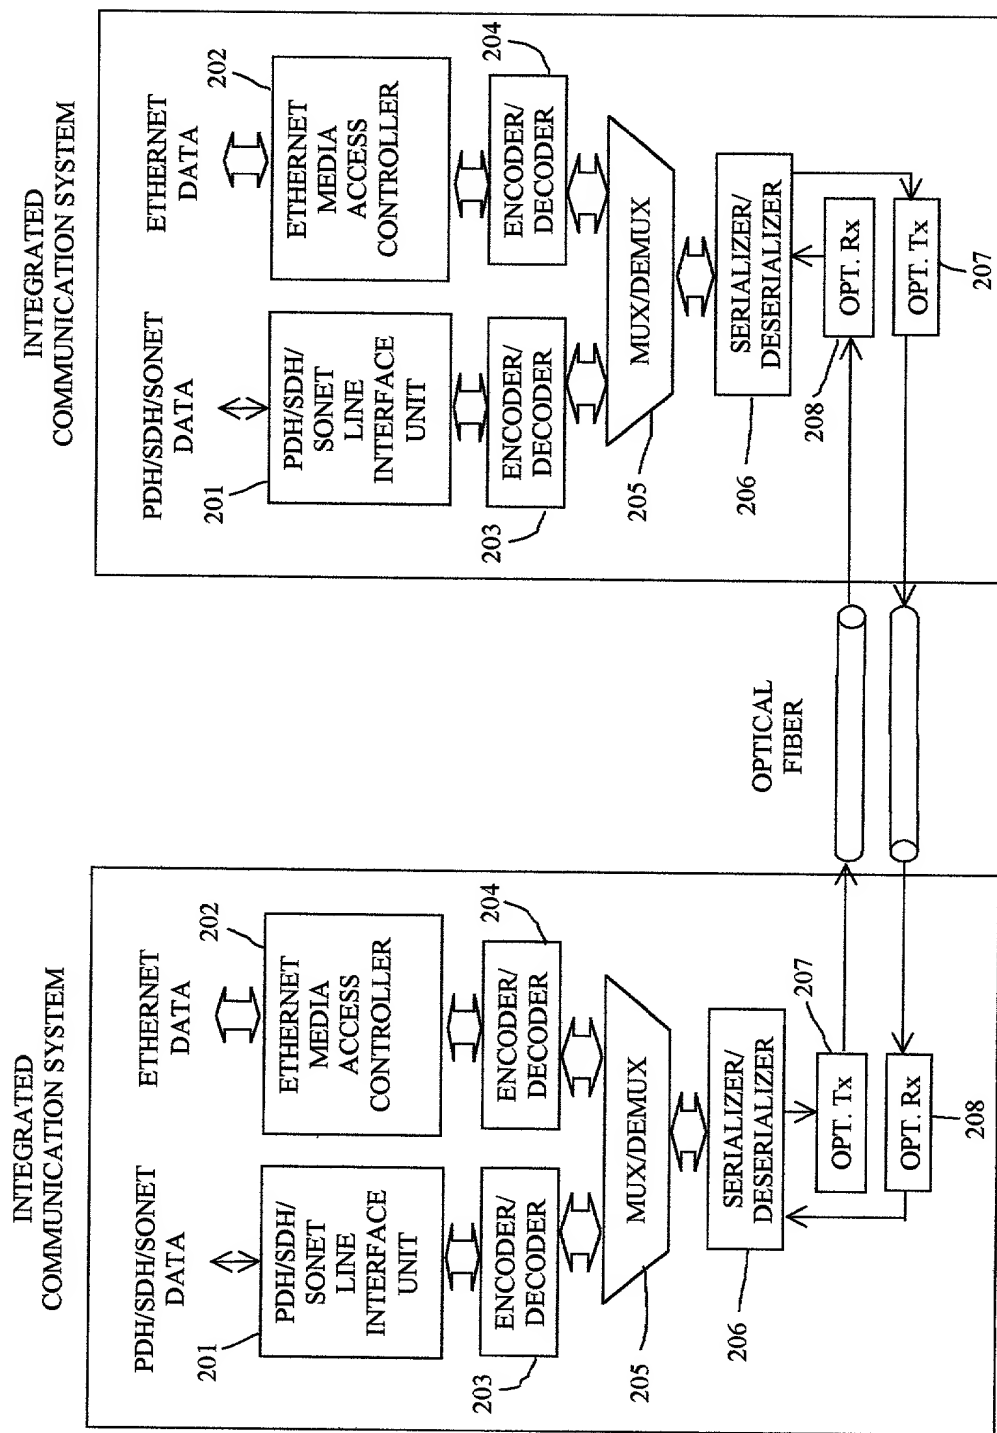 INTEGRATED
COMMUNICATION SYSTEM
PDH/SDH/SONET
DATA
ETHERNET
DATA
201
PDH/SDH/
SONET
LINE
INTERFACE
UNIT
202
ETHERNET
MEDIA
ACCESS
CONTROLLER
203
ENCODER/
DECODER
204
ENCODER/
DECODER
205
MUX/DEMUX
206
SERIALIZER/
DESERIALIZER
207
OPT. Tx
208
OPT. Rx
OPTICAL
FIBER
INTEGRATED
COMMUNICATION SYSTEM
PDH/SDH/SONET
DATA
ETHERNET
DATA
201
PDH/SDH/
SONET
LINE
INTERFACE
UNIT
202
ETHERNET
MEDIA
ACCESS
CONTROLLER
203
ENCODER/
DECODER
204
ENCODER/
DECODER
205
MUX/DEMUX
206
SERIALIZER/
DESERIALIZER
208
OPT. Rx
OPT. Tx
207